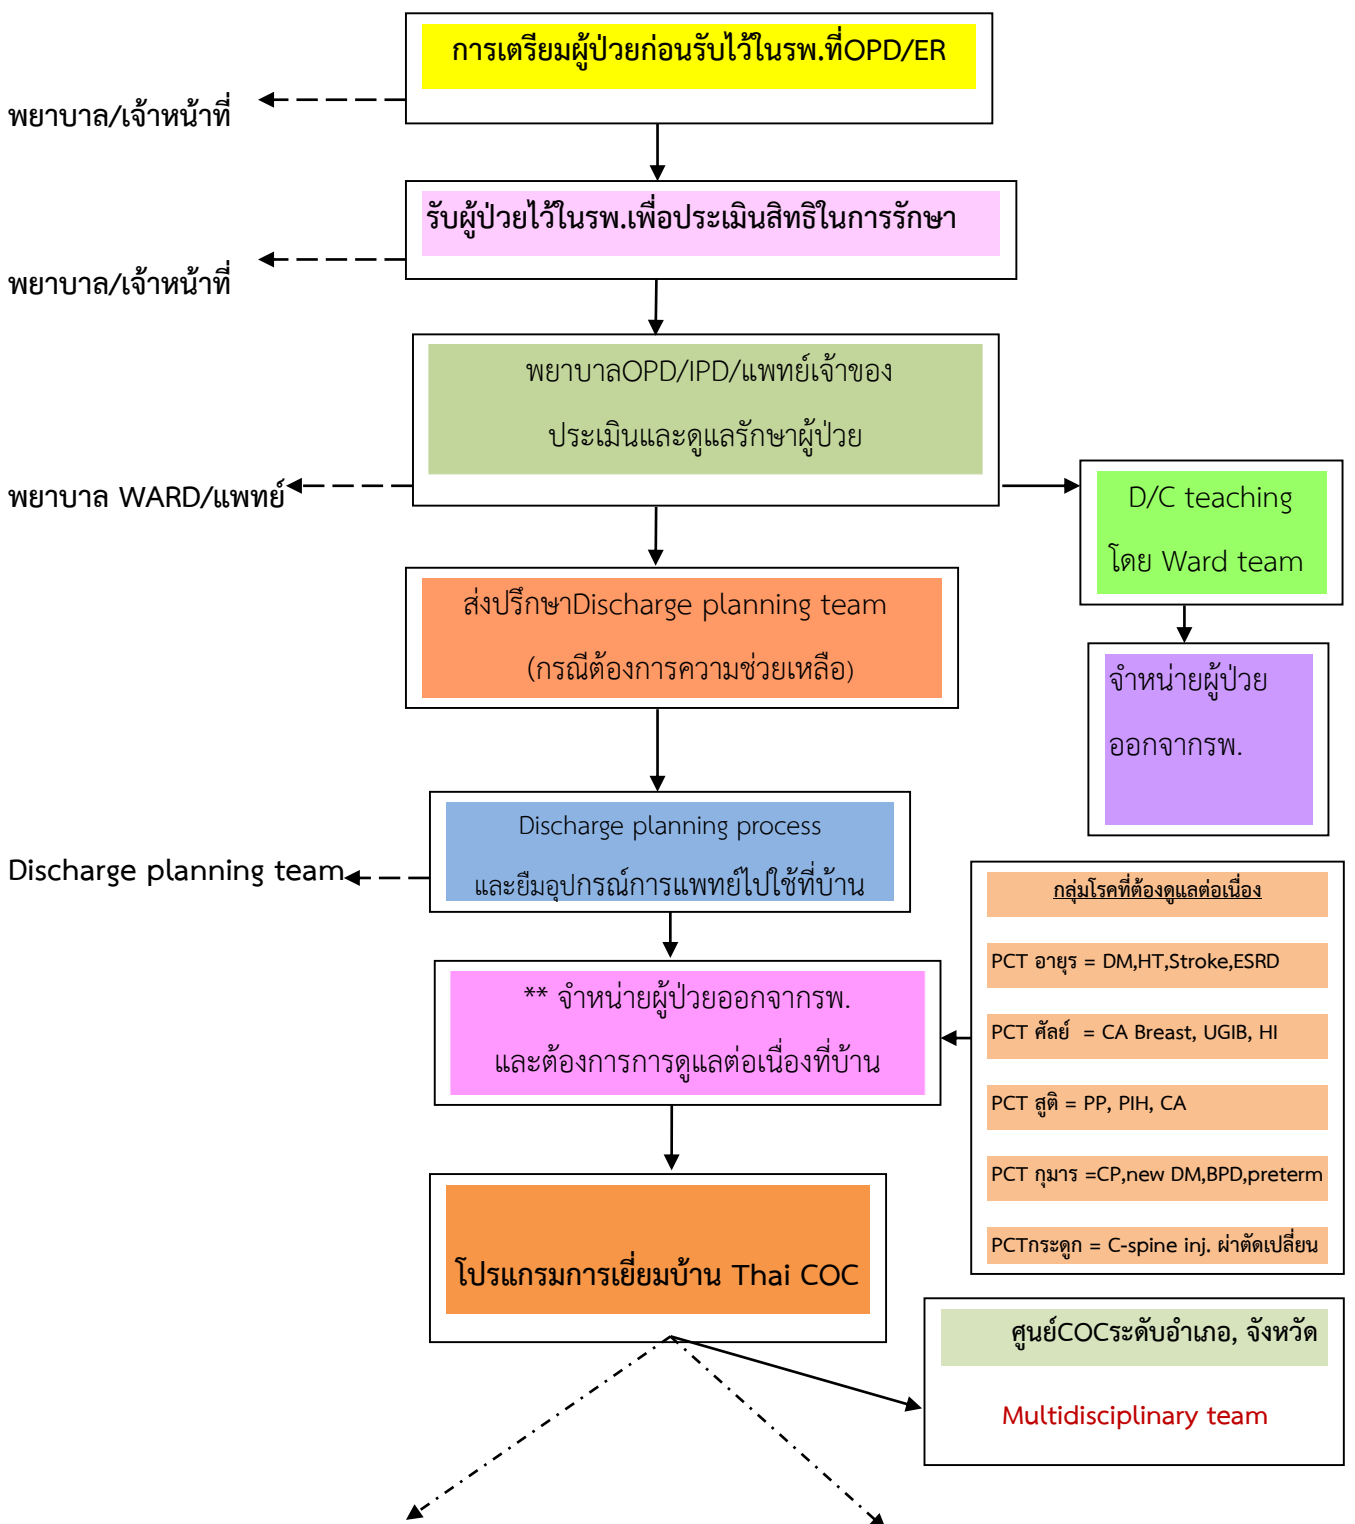 การเตรียมผู้ป่วยก่อนรับไว้ในรพ.ที่OPD/ER
พยาบาล/เจ้าหน้าที่
รับผู้ป่วยไว้ในรพ.เพื่อประเมินสิทธิในการรักษา
พยาบาล/เจ้าหน้าที่
พยาบาลOPD/IPD/แพทย์เจ้าของ
ประเมินและดูแลรักษาผู้ป่วย
พยาบาล WARD/แพทย์
D/C teaching
โดย Ward team
ส่งปรึกษาDischarge planning team
(กรณีต้องการความช่วยเหลือ)
จำหน่ายผู้ป่วย
ออกจากรพ.
Discharge planning process
และยืมอุปกรณ์การแพทย์ไปใช้ที่บ้าน
Discharge planning team
กลุ่มโรคที่ต้องดูแลต่อเนื่อง
PCT อายุร = DM,HT,Stroke,ESRD
PCT ศัลย์ = CA Breast, UGIB, HI
PCT สูติ = PP, PIH, CA
PCT กุมาร =CP,new DM,BPD,preterm
PCTกระดูก = C-spine inj. ผ่าตัดเปลี่ยน
** จำหน่ายผู้ป่วยออกจากรพ.
และต้องการการดูแลต่อเนื่องที่บ้าน
โปรแกรมการเยี่ยมบ้าน Thai COC
ศูนย์COCระดับอำเภอ, จังหวัด
Multidisciplinary team